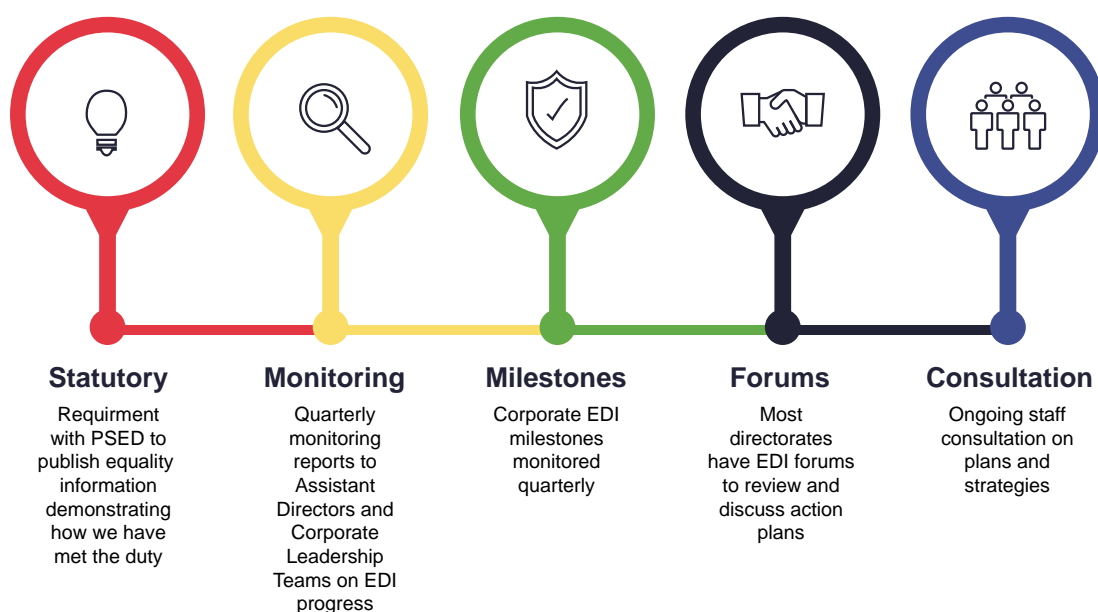 Statutory
Requirment
with PSED to
publish equality
information
demonstrating
how we have
met the duty
Monitoring
Quarterly
monitoring
reports to
Assistant
Directors and
Corporate
Leadership
Teams on EDI
progress
Milestones
Corporate EDI
milestones
monitored
quarterly
Forums
Most
directorates
have EDI forums
to review and
discuss action
plans
Consultation
Ongoing staff
consultation on
plans and
strategies